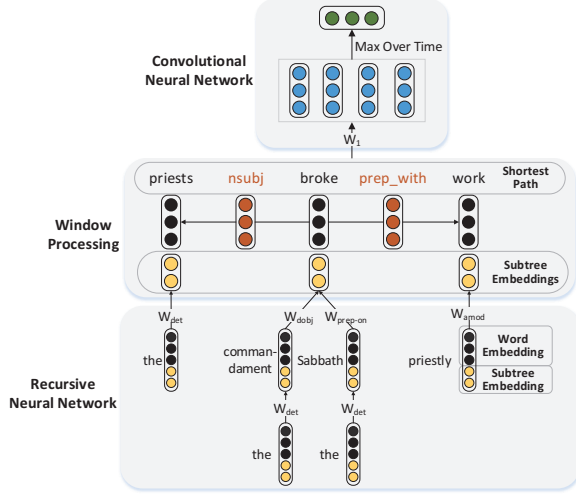 Max Over Time
Convolutional
Neural Network
W1
priests nsubj broke prep_with work Shortest
Path
Window
Processing
Subtree
Embeddings
Wdet Wdobj Wprep-on Wamod
the comman-
dament Sabbath priestly Word
Embedding
Subtree
Embedding
Recursive
Neural Network
Wdet Wdet
the the